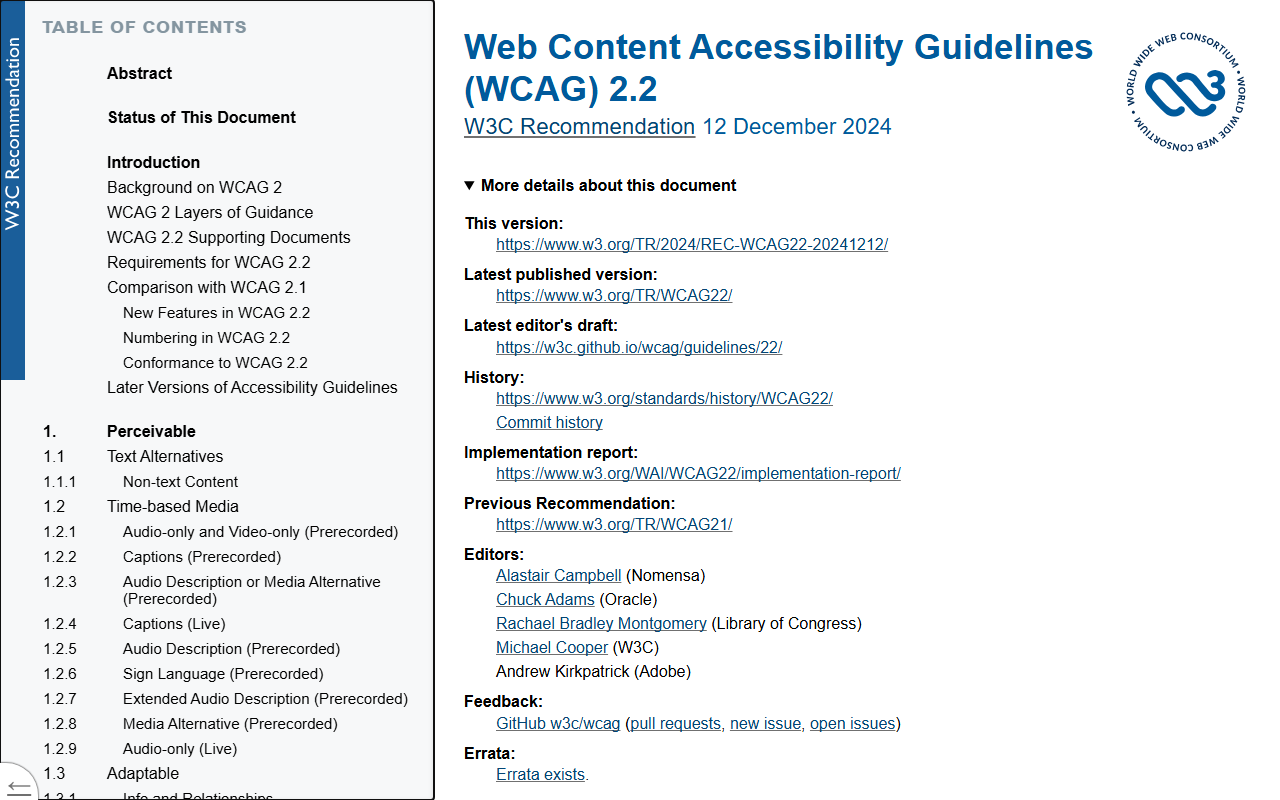 W3C Recommendation
TABLE OF CONTENTS
Abstract
Status of This Document
Introduction
Background on WCAG 2
WCAG 2 Layers of Guidance
WCAG 2.2 Supporting Documents
Requirements for WCAG 2.2
Comparison with WCAG 2.1
New Features in WCAG 2.2
Numbering in WCAG 2.2
Conformance to WCAG 2.2
Later Versions of Accessibility Guidelines
1. Perceivable
1.1 Text Alternatives
1.1.1 Non-text Content
1.2 Time-based Media
1.2.1 Audio-only and Video-only (Prerecorded)
1.2.2 Captions (Prerecorded)
1.2.3 Audio Description or Media Alternative
(Prerecorded)
1.2.4 Captions (Live)
1.2.5 Audio Description (Prerecorded)
1.2.6 Sign Language (Prerecorded)
1.2.7 Extended Audio Description (Prerecorded)
1.2.8 Media Alternative (Prerecorded)
1.2.9 Audio-only (Live)
1.3 Adaptable
1.3.1 Info and Relationships
Web Content Accessibility Guidelines
(WCAG) 2.2
W3C Recommendation 12 December 2024
WORLD WIDE WEB CONSORTIUM • WORLD WIDE WEB CONSORTIUM •
▼ More details about this document
This version:
https://www.w3.org/TR/2024/REC-WCAG22-20241212/
Latest published version:
https://www.w3.org/TR/WCAG22/
Latest editor's draft:
https://w3c.github.io/wcag/guidelines/22/
History:
https://www.w3.org/standards/history/WCAG22/
Commit history
Implementation report:
https://www.w3.org/WAI/WCAG22/implementation-report/
Previous Recommendation:
https://www.w3.org/TR/WCAG21/
Editors:
Alastair Campbell (Nomensa)
Chuck Adams (Oracle)
Rachael Bradley Montgomery (Library of Congress)
Michael Cooper (W3C)
Andrew Kirkpatrick (Adobe)
Feedback:
GitHub w3c/wcag (pull requests, new issue, open issues)
Errata:
Errata exists.